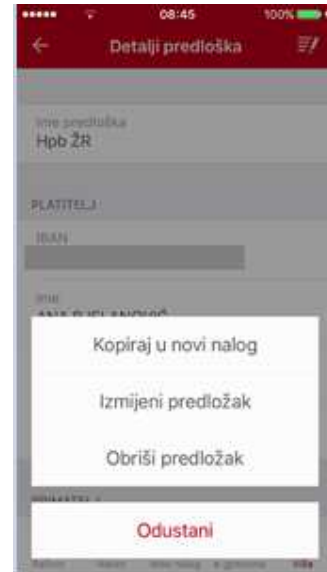 08:45
100%
Detalji predloška
Ime predloška
Hpb ŽR
PLATITELJ
IBAN
Ime
Kopiraj u novi nalog
Izmijeni predložak
Obriši predložak
Odustani
Više